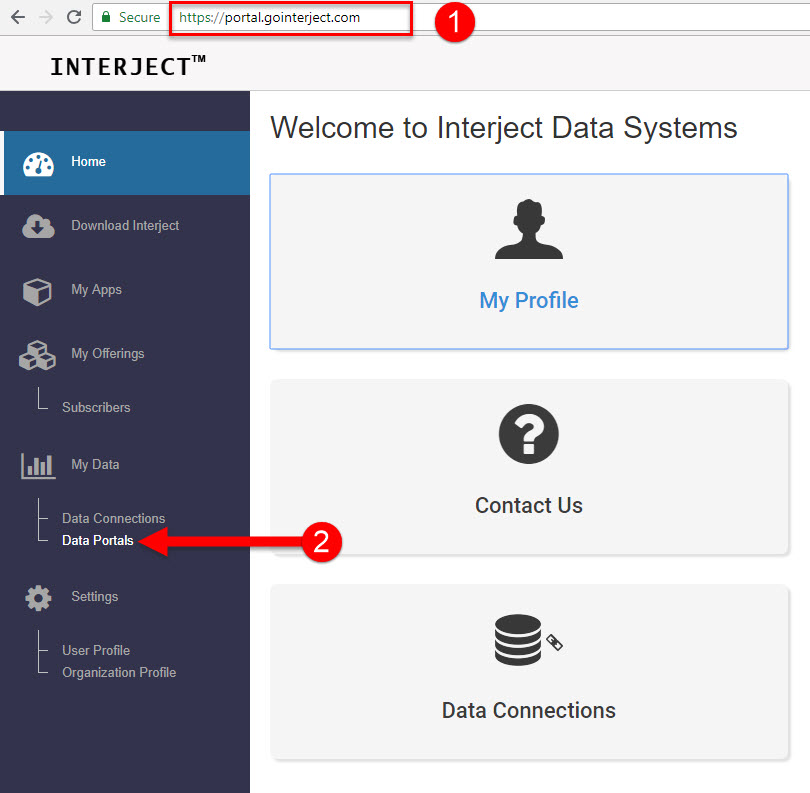 Secure https://portal.gointerject.com 1
INTERJECT™
Welcome to Interject Data Systems
Home
Download Interject
My Apps
My Offerings
Subscribers
My Data
Data Connections
Data Portals 2
Settings
User Profile
Organization Profile
My Profile
?
Contact Us
Data Connections